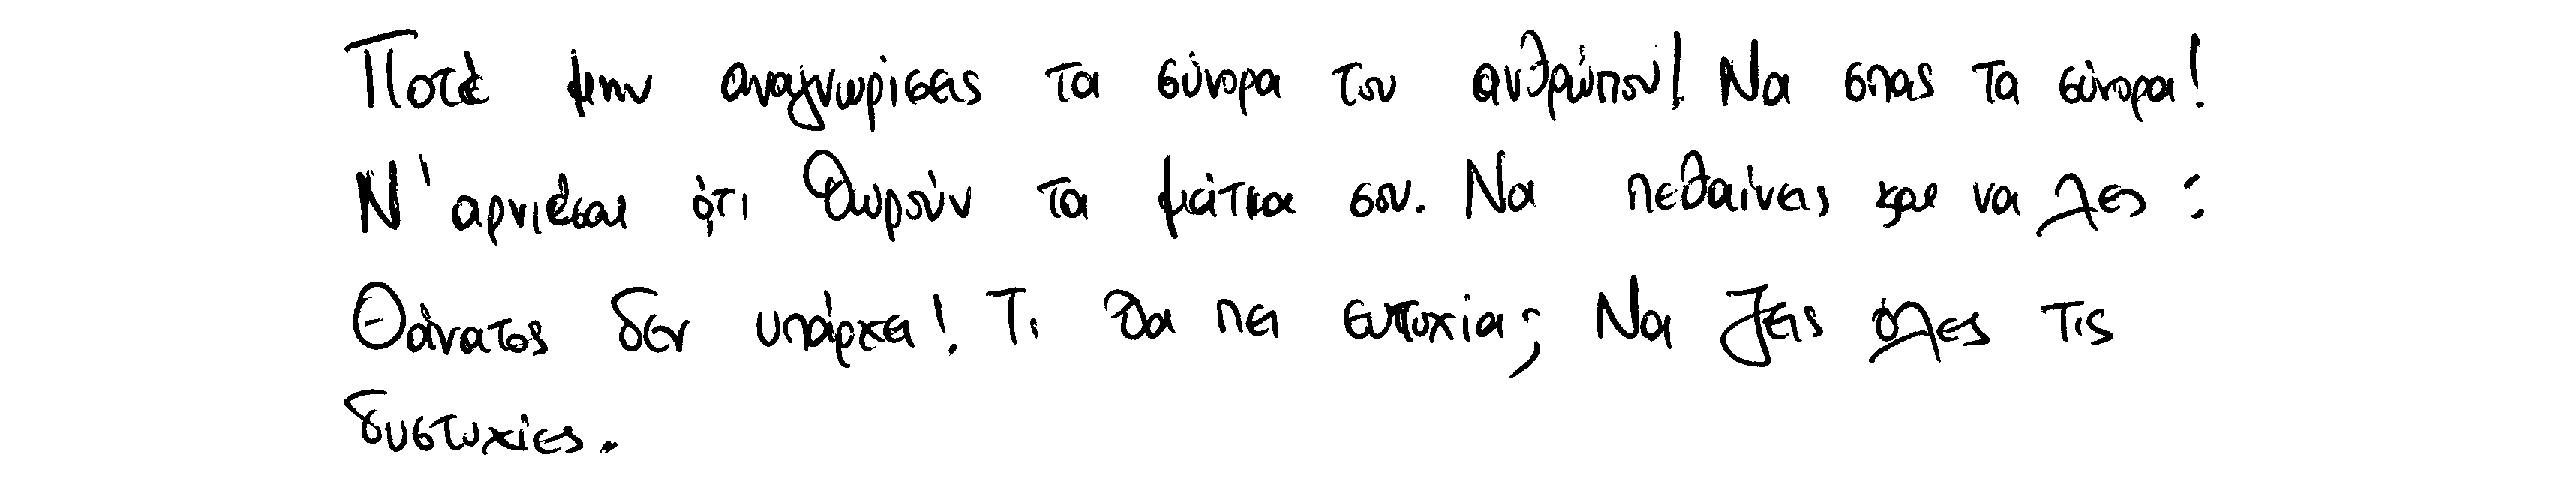 Ποτέ μην αναγνωρίσεις τα σύνορα του ανθρώπου! Να σπας τα σύνορα!
Ν' αρνιέσαι ότι θωρούν τα μάτια σου. Να πεθαίνεις και να λες:
Θάνατος δεν υπάρχει! Τι θα πει ευτυχία; Να ζεις όλες τις
δυστυχίες.